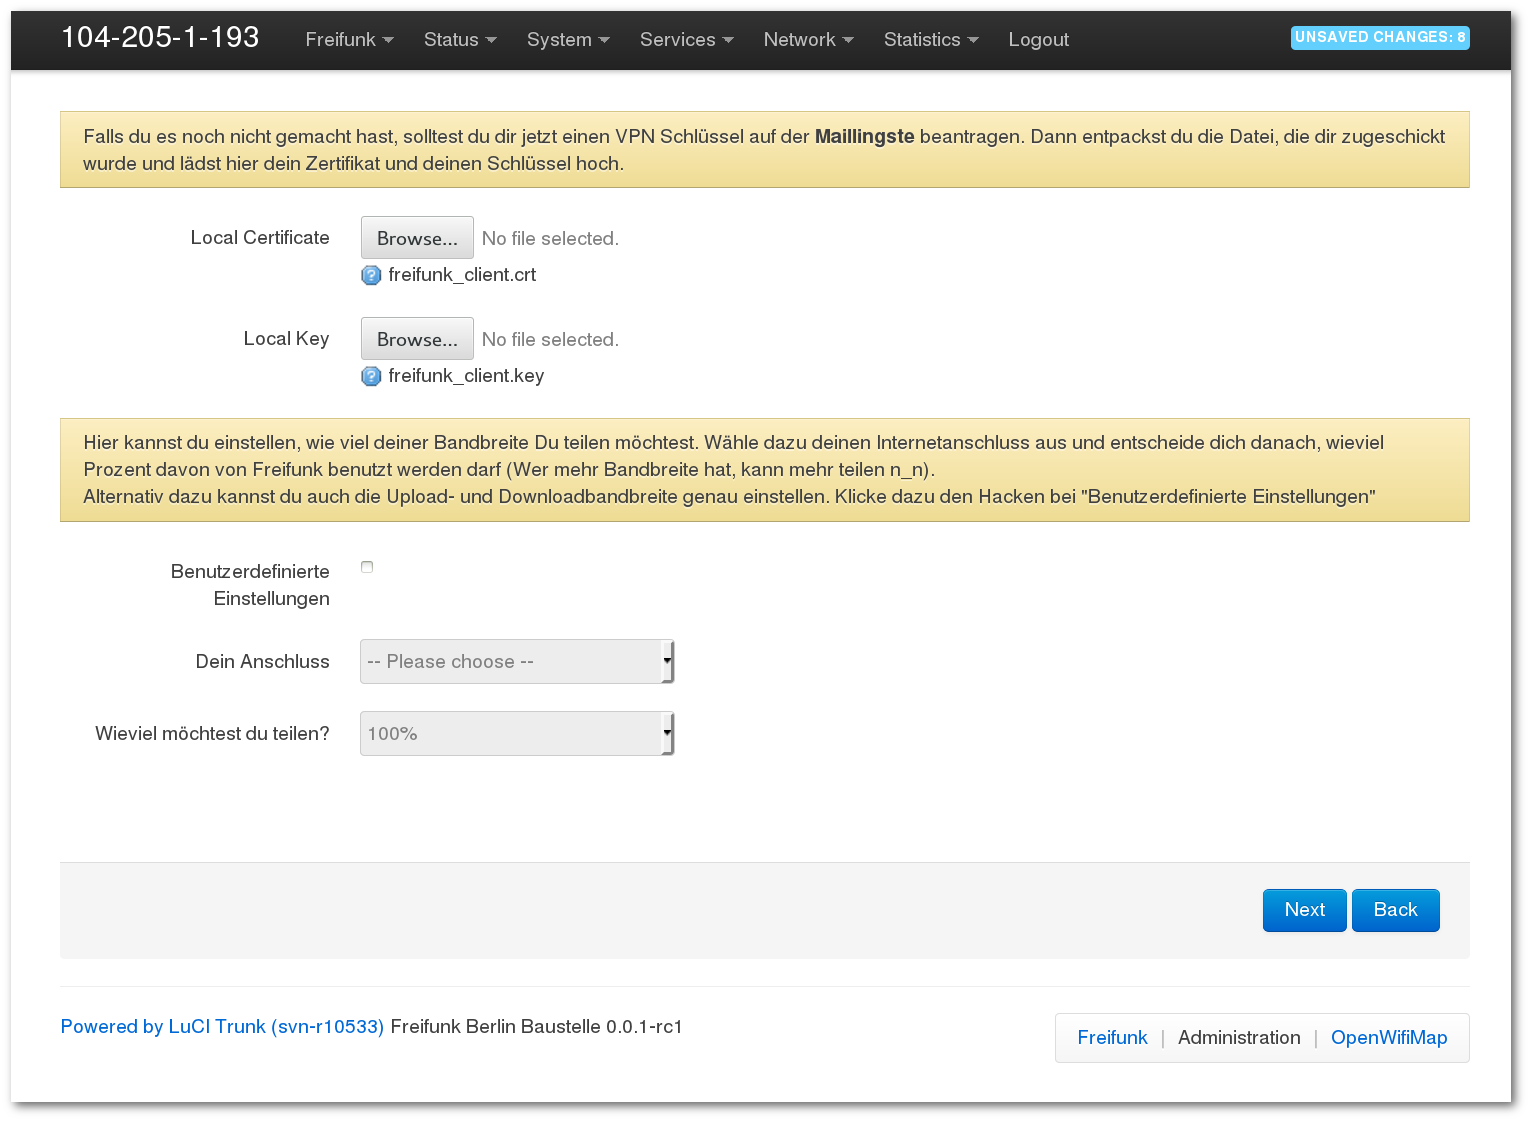 104-205-1-193 Freifunk Status System Services Network Statistics Logout UNSAVED CHANGES: 8
Falls du es noch nicht gemacht hast, solltest du dir jetzt einen VPN Schlüssel auf der Maillingste beantragen. Dann entpackst du die Datei, die dir zugeschickt
wurde und lädst hier dein Zertifikat und deinen Schlüssel hoch.
Local Certificate Browse... No file selected.
freifunk_client.crt
Local Key Browse... No file selected.
freifunk_client.key
Hier kannst du einstellen, wie viel deiner Bandbreite Du teilen möchtest. Wähle dazu deinen Internetanschluss aus und entscheide dich danach, wieviel
Prozent davon von Freifunk benutzt werden darf (Wer mehr Bandbreite hat, kann mehr teilen n_n).
Alternativ dazu kannst du auch die Upload- und Downloadbandbreite genau einstellen. Klicke dazu den Hacken bei "Benutzerdefinierte Einstellungen"
Benutzerdefinierte
Einstellungen
Dein Anschluss -- Please choose --
Wieviel möchtest du teilen? 100%
Next Back
Powered by LuCI Trunk (svn-r10533) Freifunk Berlin Baustelle 0.0.1-rc1
Freifunk | Administration | OpenWifiMap